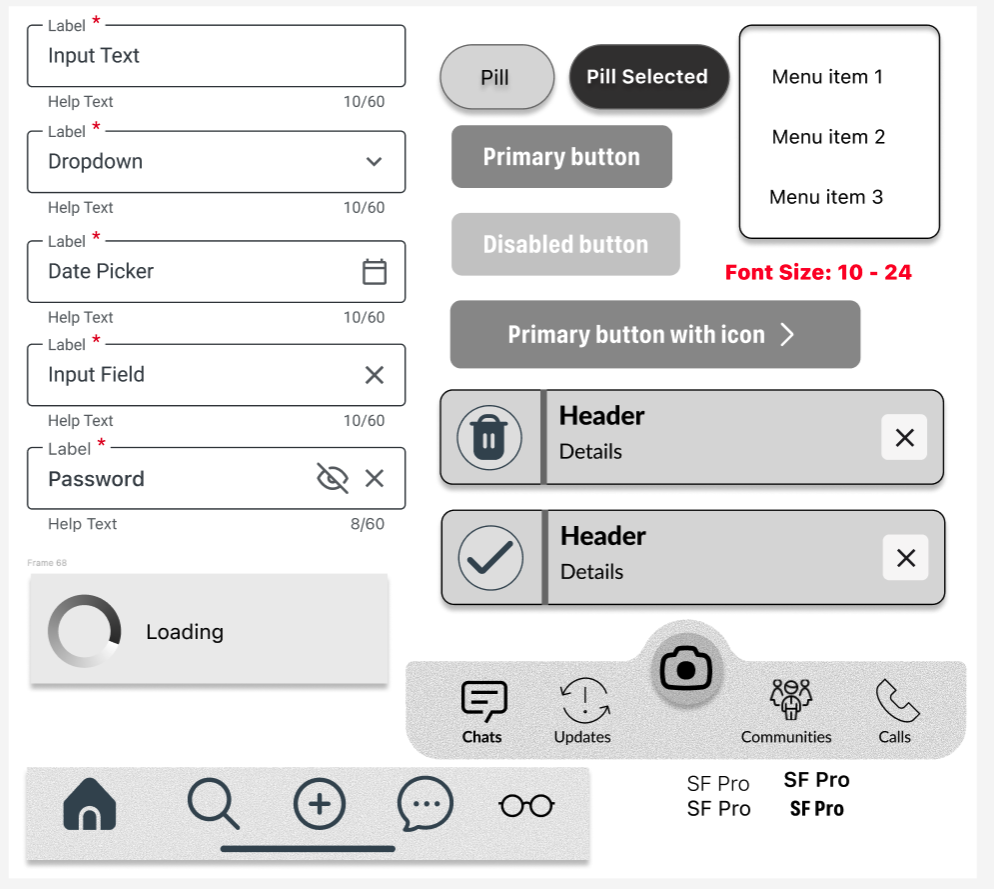 Label *
Input Text
Help Text 10/60
Label *
Dropdown
Help Text 10/60
Label *
Date Picker
Help Text 10/60
Label *
Input Field
Help Text 10/60
Label *
Password
Help Text 8/60
Frame 68
Loading
Pill
Pill Selected
Primary button
Disabled button
Menu item 1
Menu item 2
Menu item 3
Font Size: 10 - 24
Primary button with icon
Header
Details
Header
Details
Chats
Updates
Communities
Calls
SF Pro SF Pro
SF Pro SF Pro